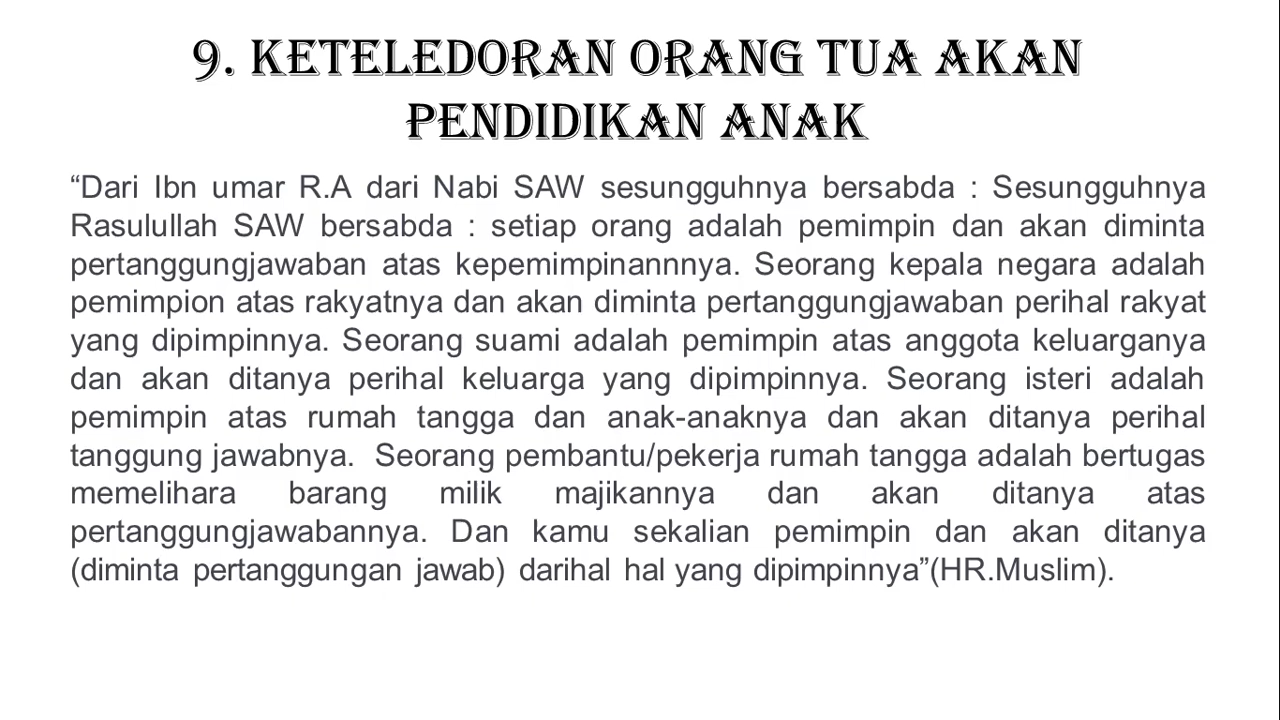 9. KETELEDORAN ORANG TUA AKAN
PENDIDIKAN ANAK
“Dari Ibn umar R.A dari Nabi SAW sesungguhnya bersabda : Sesungguhnya
Rasulullah SAW bersabda : setiap orang adalah pemimpin dan akan diminta
pertanggungjawaban atas kepemimpinannnya. Seorang kepala negara adalah
pemimpion atas rakyatnya dan akan diminta pertanggungjawaban perihal rakyat
yang dipimpinnya. Seorang suami adalah pemimpin atas anggota keluarganya
dan akan ditanya perihal keluarga yang dipimpinnya. Seorang isteri adalah
pemimpin atas rumah tangga dan anak-anaknya dan akan ditanya perihal
tanggung jawabnya. Seorang pembantu/pekerja rumah tangga adalah bertugas
memelihara barang milik majikannya dan akan ditanya atas
pertanggungjawabannya. Dan kamu sekalian pemimpin dan akan ditanya
(diminta pertanggungan jawab) darihal hal yang dipimpinnya”(HR.Muslim).